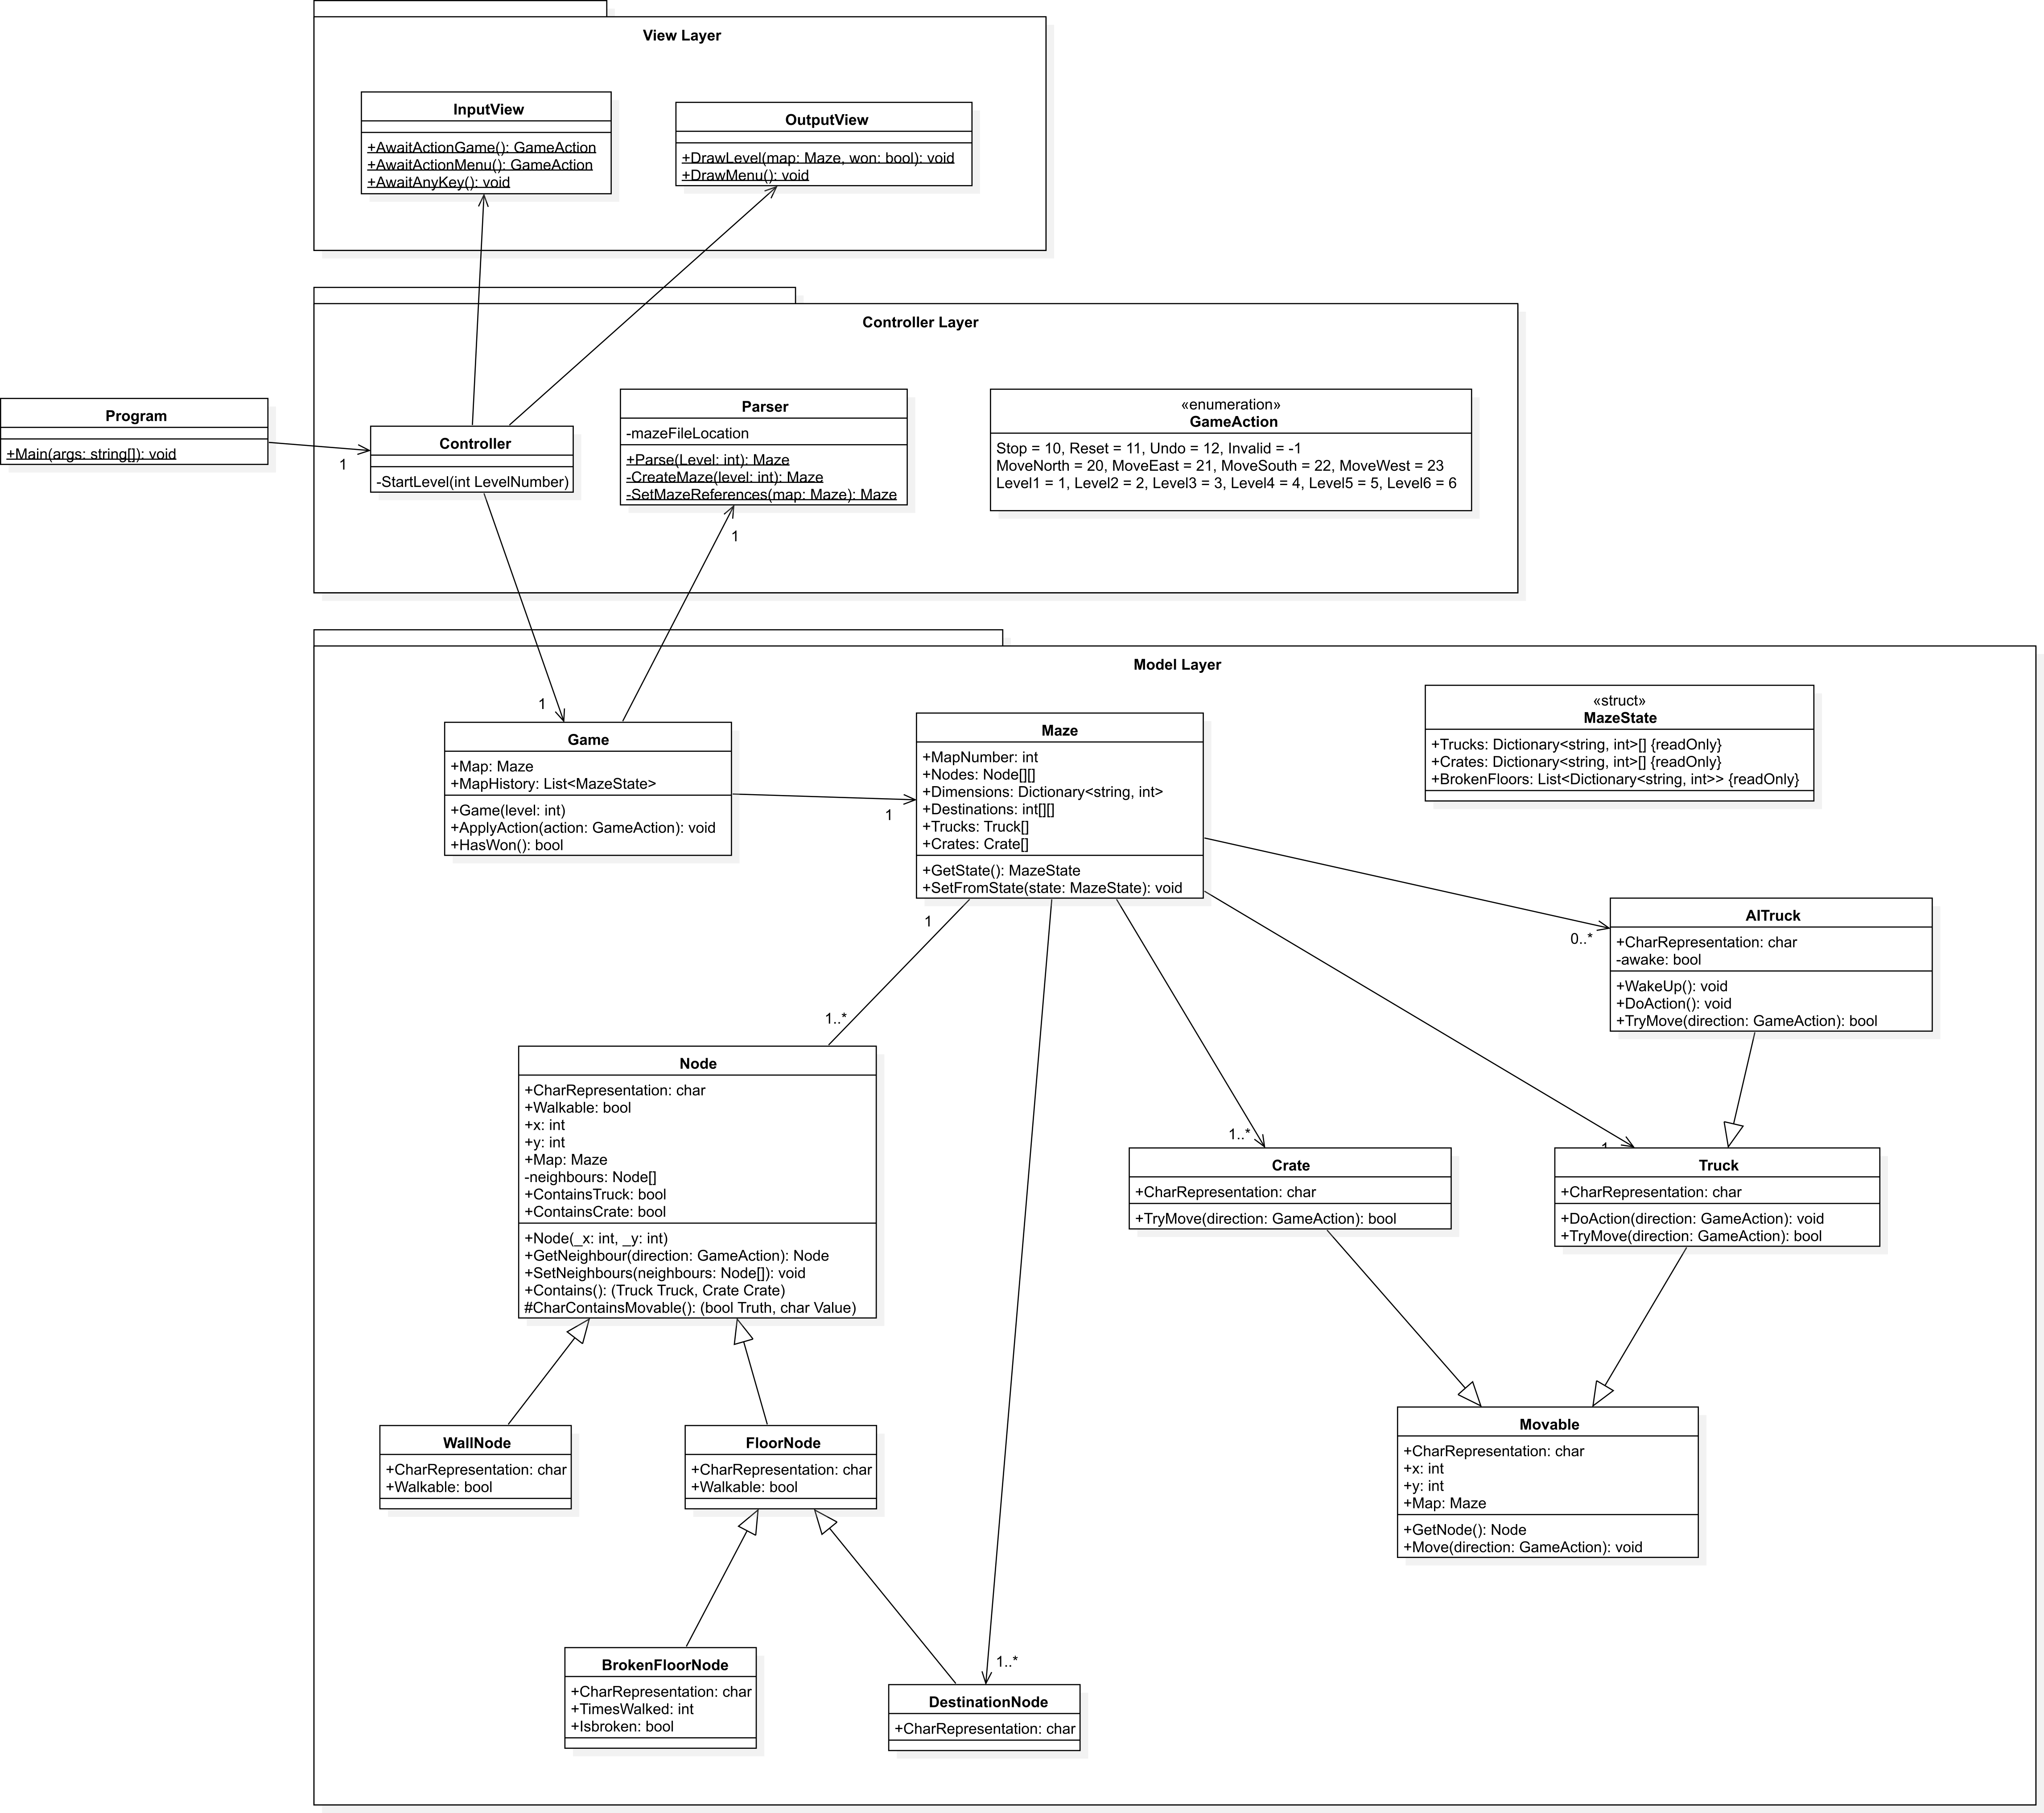 View Layer
InputView
+AwaitActionGame(): GameAction
+AwaitActionMenu(): GameAction
+AwaitAnyKey(): void
OutputView
+DrawLevel(map: Maze, won: bool): void
+DrawMenu(): void
Controller Layer
Program
+Main(args: string[]): void
1
Controller
-StartLevel(int LevelNumber)
Parser
-mazeFileLocation
+Parse(Level: int): Maze
-CreateMaze(level: int): Maze
-SetMazeReferences(map: Maze): Maze
1
«enumeration»
GameAction
Stop = 10, Reset = 11, Undo = 12, Invalid = -1
MoveNorth = 20, MoveEast = 21, MoveSouth = 22, MoveWest = 23
Level1 = 1, Level2 = 2, Level3 = 3, Level4 = 4, Level5 = 5, Level6 = 6
Model Layer
1
Game
+Map: Maze
+MapHistory: List<MazeState>
+Game(level: int)
+ApplyAction(action: GameAction): void
+HasWon(): bool
1
Maze
+MapNumber: int
+Nodes: Node[][]
+Dimensions: Dictionary<string, int>
+Destinations: int[][]
+Trucks: Truck[]
+Crates: Crate[]
+GetState(): MazeState
+SetFromState(state: MazeState): void
«struct»
MazeState
+Trucks: Dictionary<string, int>[] {readOnly}
+Crates: Dictionary<string, int>[] {readOnly}
+BrokenFloors: List<Dictionary<string, int>> {readOnly}
1
1..*
0..*
AITruck
+CharRepresentation: char
-awake: bool
+WakeUp(): void
+DoAction(): void
+TryMove(direction: GameAction): bool
Node
+CharRepresentation: char
+Walkable: bool
+x: int
+y: int
+Map: Maze
-neighbours: Node[]
+ContainsTruck: bool
+ContainsCrate: bool
+Node(_x: int, _y: int)
+GetNeighbour(direction: GameAction): Node
+SetNeighbours(neighbours: Node[]): void
+Contains(): (Truck Truck, Crate Crate)
#CharContainsMovable(): (bool Truth, char Value)
1..*
Crate
+CharRepresentation: char
+TryMove(direction: GameAction): bool
1
Truck
+CharRepresentation: char
+DoAction(direction: GameAction): void
+TryMove(direction: GameAction): bool
WallNode
+CharRepresentation: char
+Walkable: bool
FloorNode
+CharRepresentation: char
+Walkable: bool
Movable
+CharRepresentation: char
+x: int
+y: int
+Map: Maze
+GetNode(): Node
+Move(direction: GameAction): void
BrokenFloorNode
+CharRepresentation: char
+TimesWalked: int
+Isbroken: bool
1..*
DestinationNode
+CharRepresentation: char